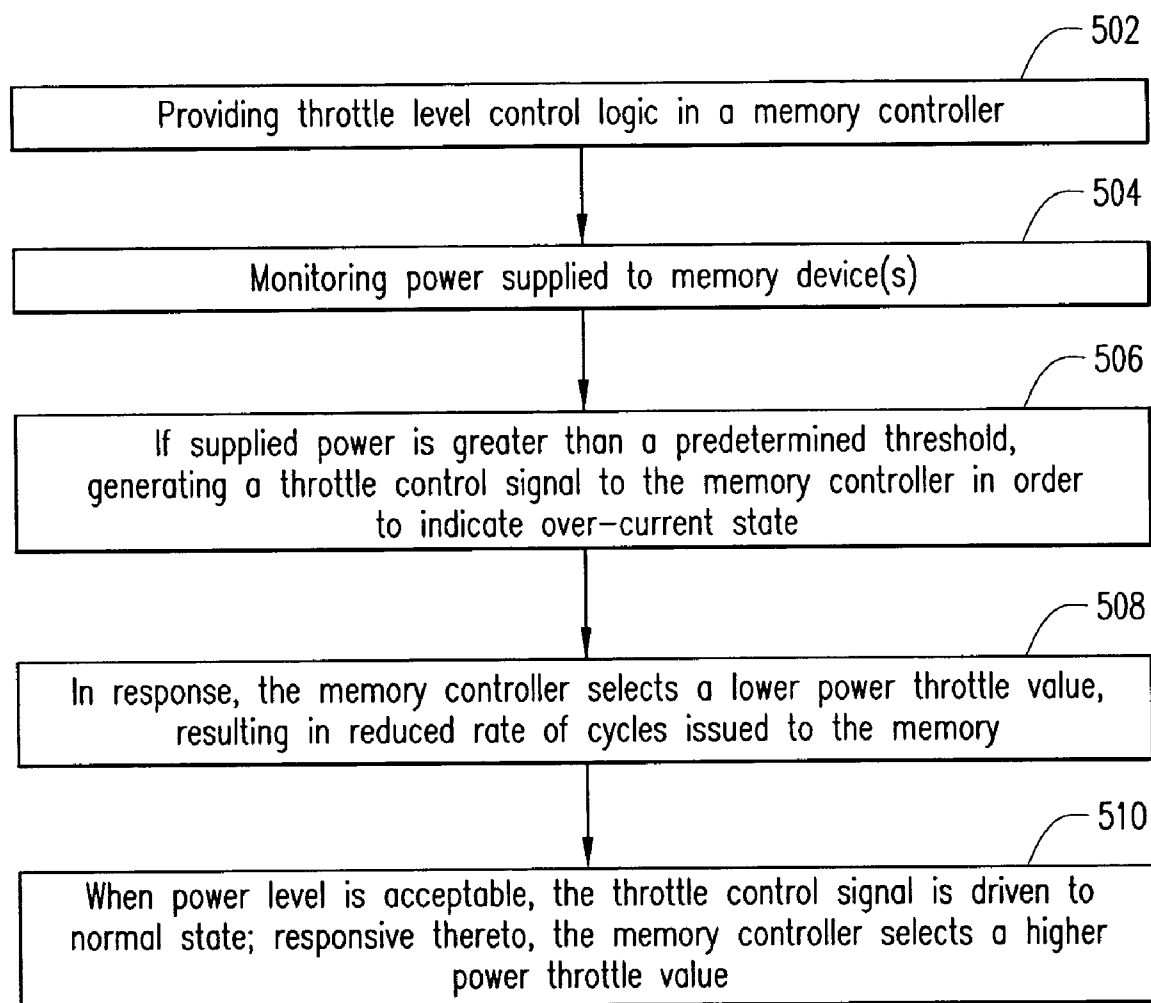 502
Providing throttle level control logic in a memory controller
504
Monitoring power supplied to memory device(s)
506
If supplied power is greater than a predetermined threshold,
generating a throttle control signal to the memory controller in order
to indicate over-current state
508
In response, the memory controller selects a lower power throttle value,
resulting in reduced rate of cycles issued to the memory
510
When power level is acceptable, the throttle control signal is driven to
normal state; responsive thereto, the memory controller selects a higher
power throttle value